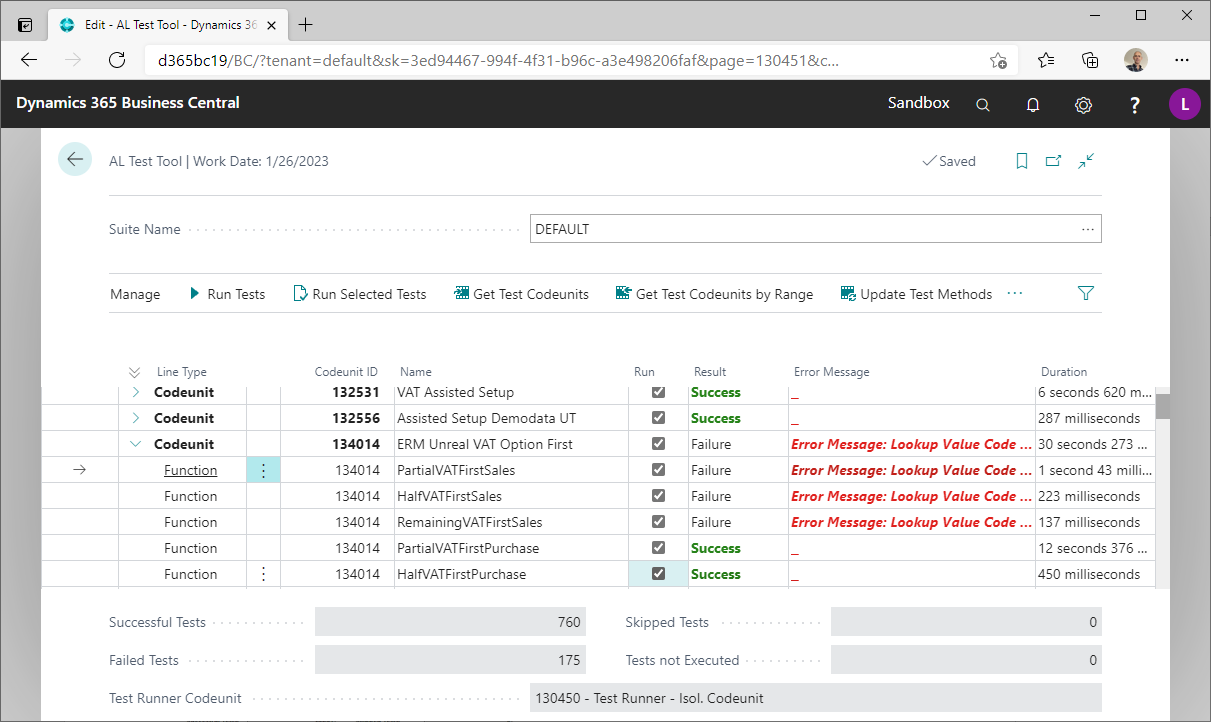 Edit - AL Test Tool - Dynamics 36
d365bc19/BC/?tenant=default&sk=3ed94467-994f-4f31-b96c-a3e498206faf&page=130451&c...
Dynamics 365 Business Central Sandbox ? L
AL Test Tool | Work Date: 1/26/2023 Saved
Suite Name DEFAULT ...
Manage Run Tests Run Selected Tests Get Test Codeunits Get Test Codeunits by Range Update Test Methods ...
Line Type Codeunit ID Name Run Result Error Message Duration
Codeunit 132531 VAT Assisted Setup Success _ 6 seconds 620 m...
Codeunit 132556 Assisted Setup Demodata UT Success _ 287 milliseconds
Codeunit 134014 ERM Unreal VAT Option First Failure Error Message: Lookup Value Code ... 30 seconds 273 ...
Function 134014 PartialVATFirstSales Failure Error Message: Lookup Value Code ... 1 second 43 milli...
Function 134014 HalfVATFirstSales Failure Error Message: Lookup Value Code ... 223 milliseconds
Function 134014 RemainingVATFirstSales Failure Error Message: Lookup Value Code ... 137 milliseconds
Function 134014 PartialVATFirstPurchase Success _ 12 seconds 376 ...
Function 134014 HalfVATFirstPurchase Success _ 450 milliseconds
Successful Tests 760 Skipped Tests 0
Failed Tests 175 Tests not Executed 0
Test Runner Codeunit 130450 - Test Runner - Isol. Codeunit